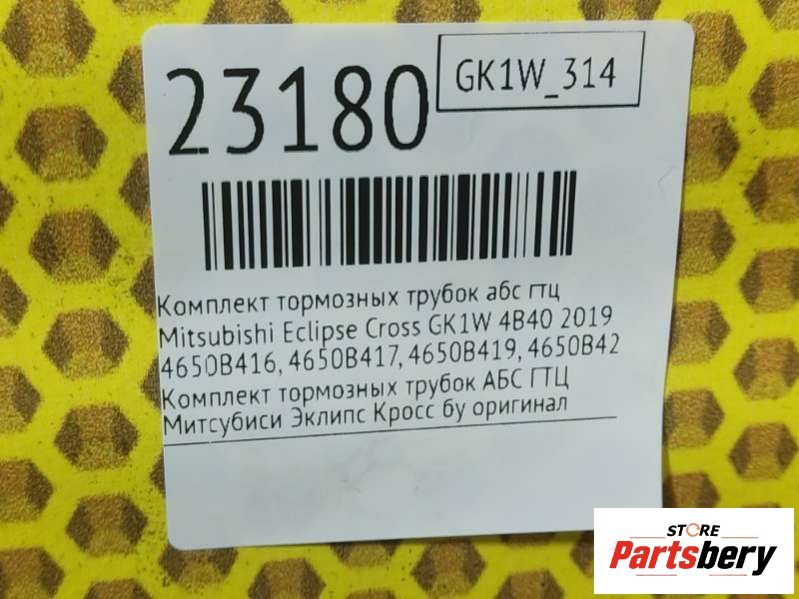 23180
GK1W_314
Комплект тормозных трубок абс гтц
Mitsubishi Eclipse Cross GK1W 4B40 2019
4650B416, 4650B417, 4650B419, 4650B42
Комплект тормозных трубок АБС ГТЦ
Митсубиси Эклипс Кросс бу оригинал
STORE
Partsbery